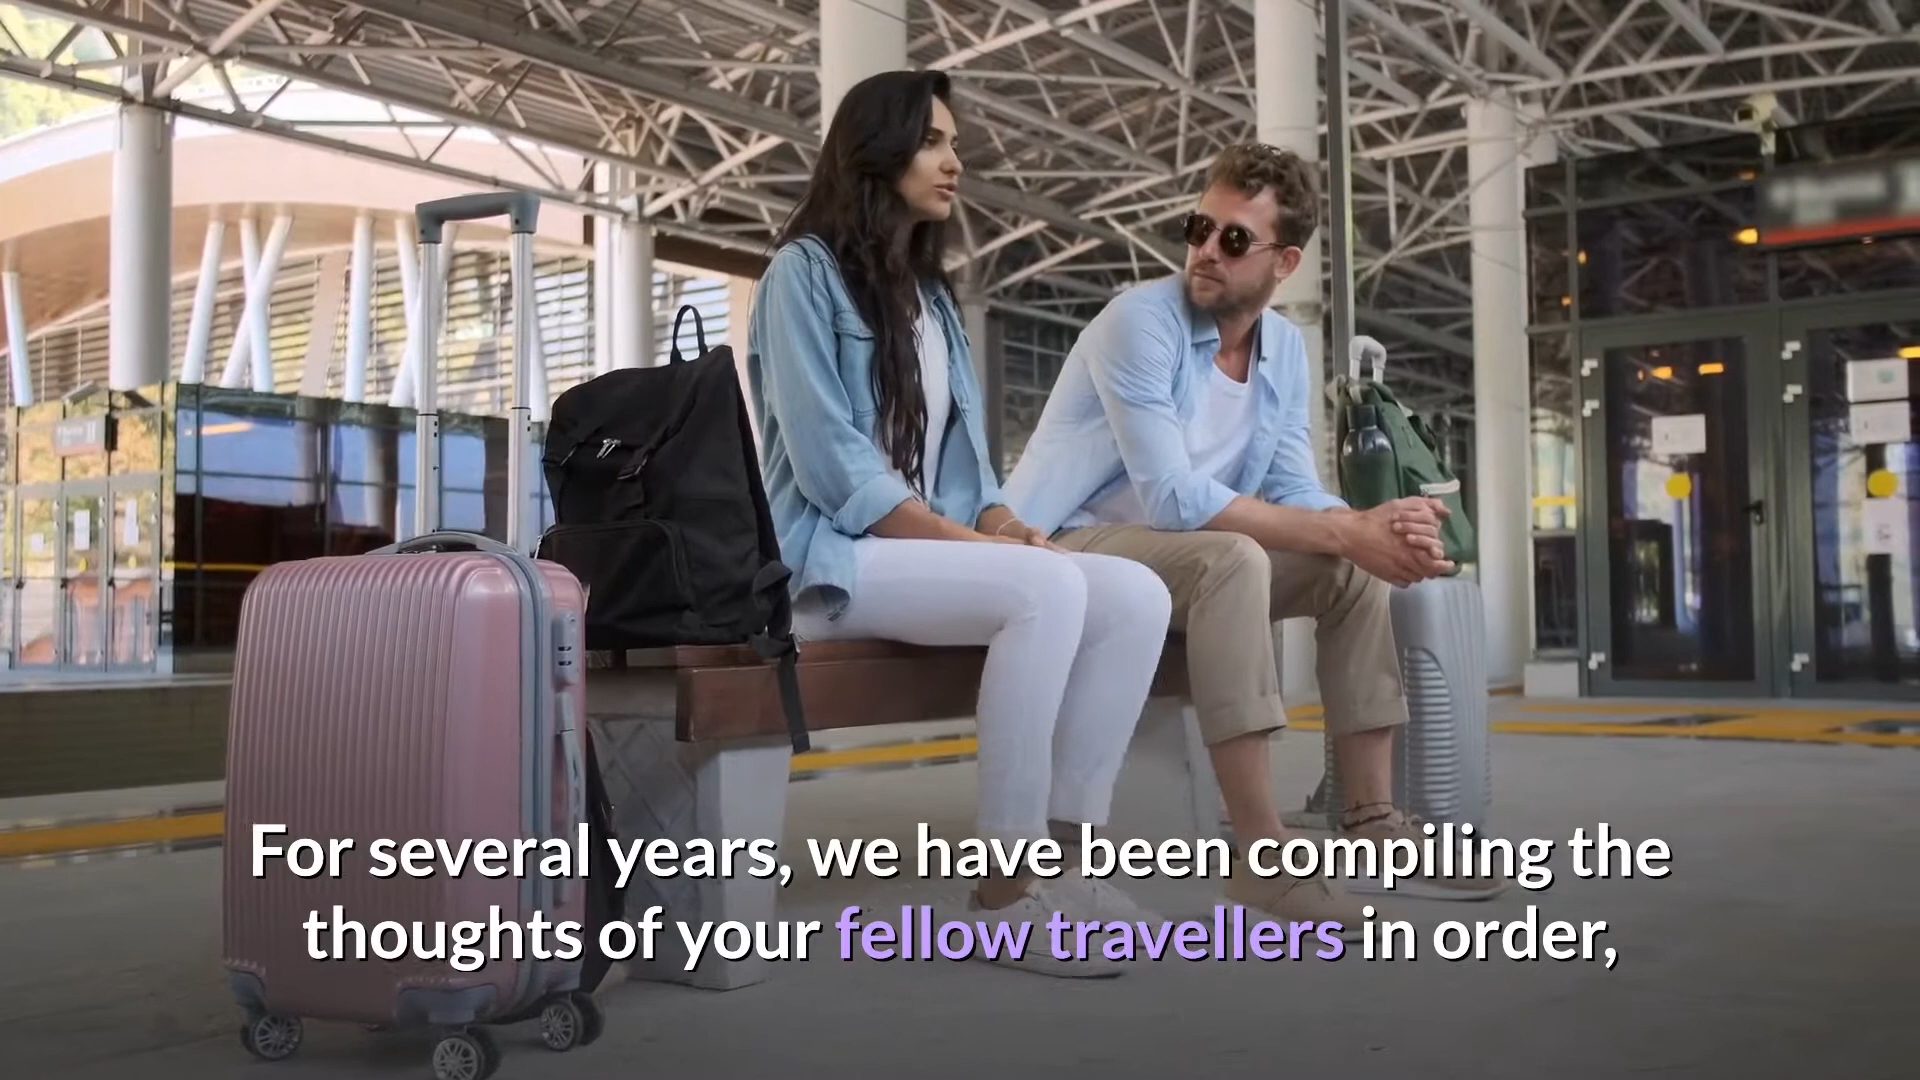 For several years, we have been compiling the
thoughts of your fellow travellers in order,